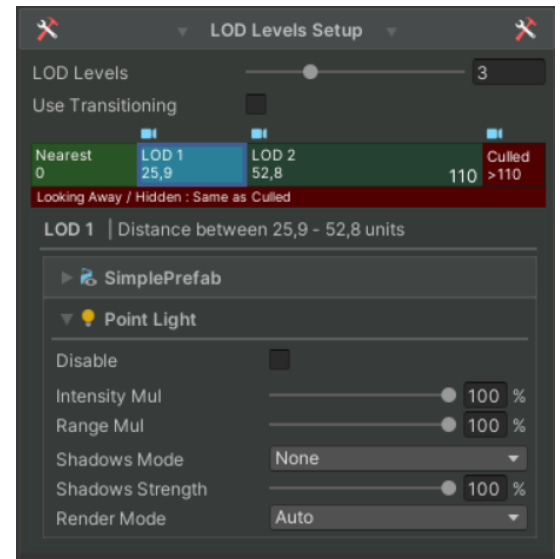 LOD Levels Setup
LOD Levels 3
Use Transitioning
Nearest LOD 1 LOD 2 Culled
0 25,9 52,8 110 >110
Looking Away / Hidden : Same as Culled
LOD 1 | Distance between 25,9 - 52,8 units
SimplePrefab
Point Light
Disable
Intensity Mul 100 %
Range Mul 100 %
Shadows Mode None
Shadows Strength 100 %
Render Mode Auto